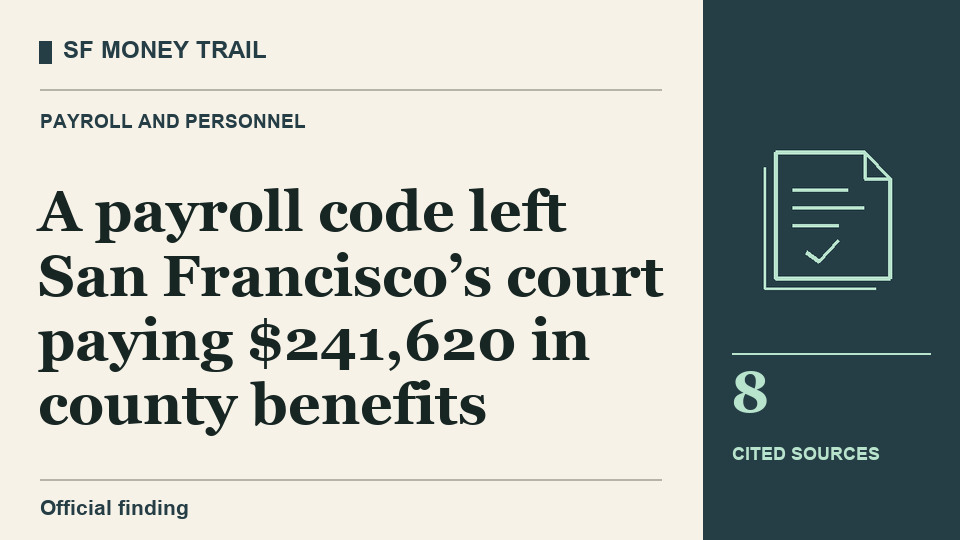 SF MONEY TRAIL
PAYROLL AND PERSONNEL
A payroll code left
San Francisco’s court
paying $241,620 in
county benefits
Official finding
8
CITED SOURCES